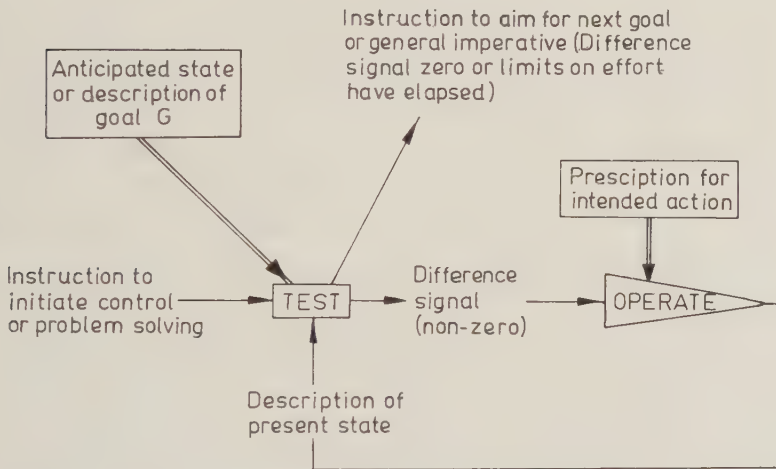 Instruction to aim for next goal
or general imperative (Difference
signal zero or limits on effort
have elapsed)
Anticipated state
or description of
goal G
Presciption for
intended action
Instruction to
initiate control
or problem solving
TEST
Difference
signal
(non-zero)
OPERATE
Description of
present state